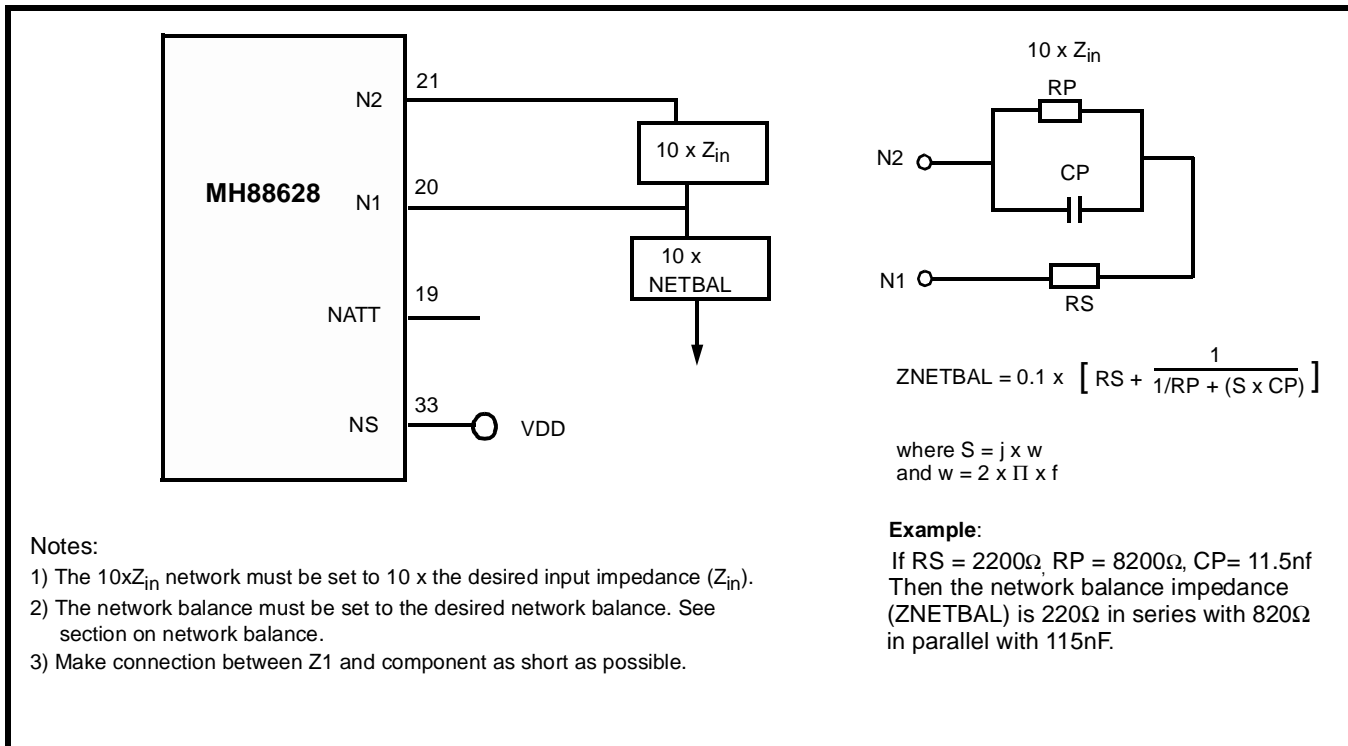 MH88628
N2
21
N1
20
NATT
19
NS
33
VDD
10 x Zin
10 x
NETBAL
10 x Zin
RP
N2
CP
N1
RS
ZNETBAL = 0.1 x [ RS + 1
1/RP + (S x CP) ]
where S = j x w
and w = 2 x Π x f
Notes:
1) The 10xZin network must be set to 10 x the desired input impedance (Zin).
2) The network balance must be set to the desired network balance. See
section on network balance.
3) Make connection between Z1 and component as short as possible.
Example:
If RS = 2200Ω, RP = 8200Ω, CP= 11.5nf
Then the network balance impedance
(ZNETBAL) is 220Ω in series with 820Ω
in parallel with 115nF.